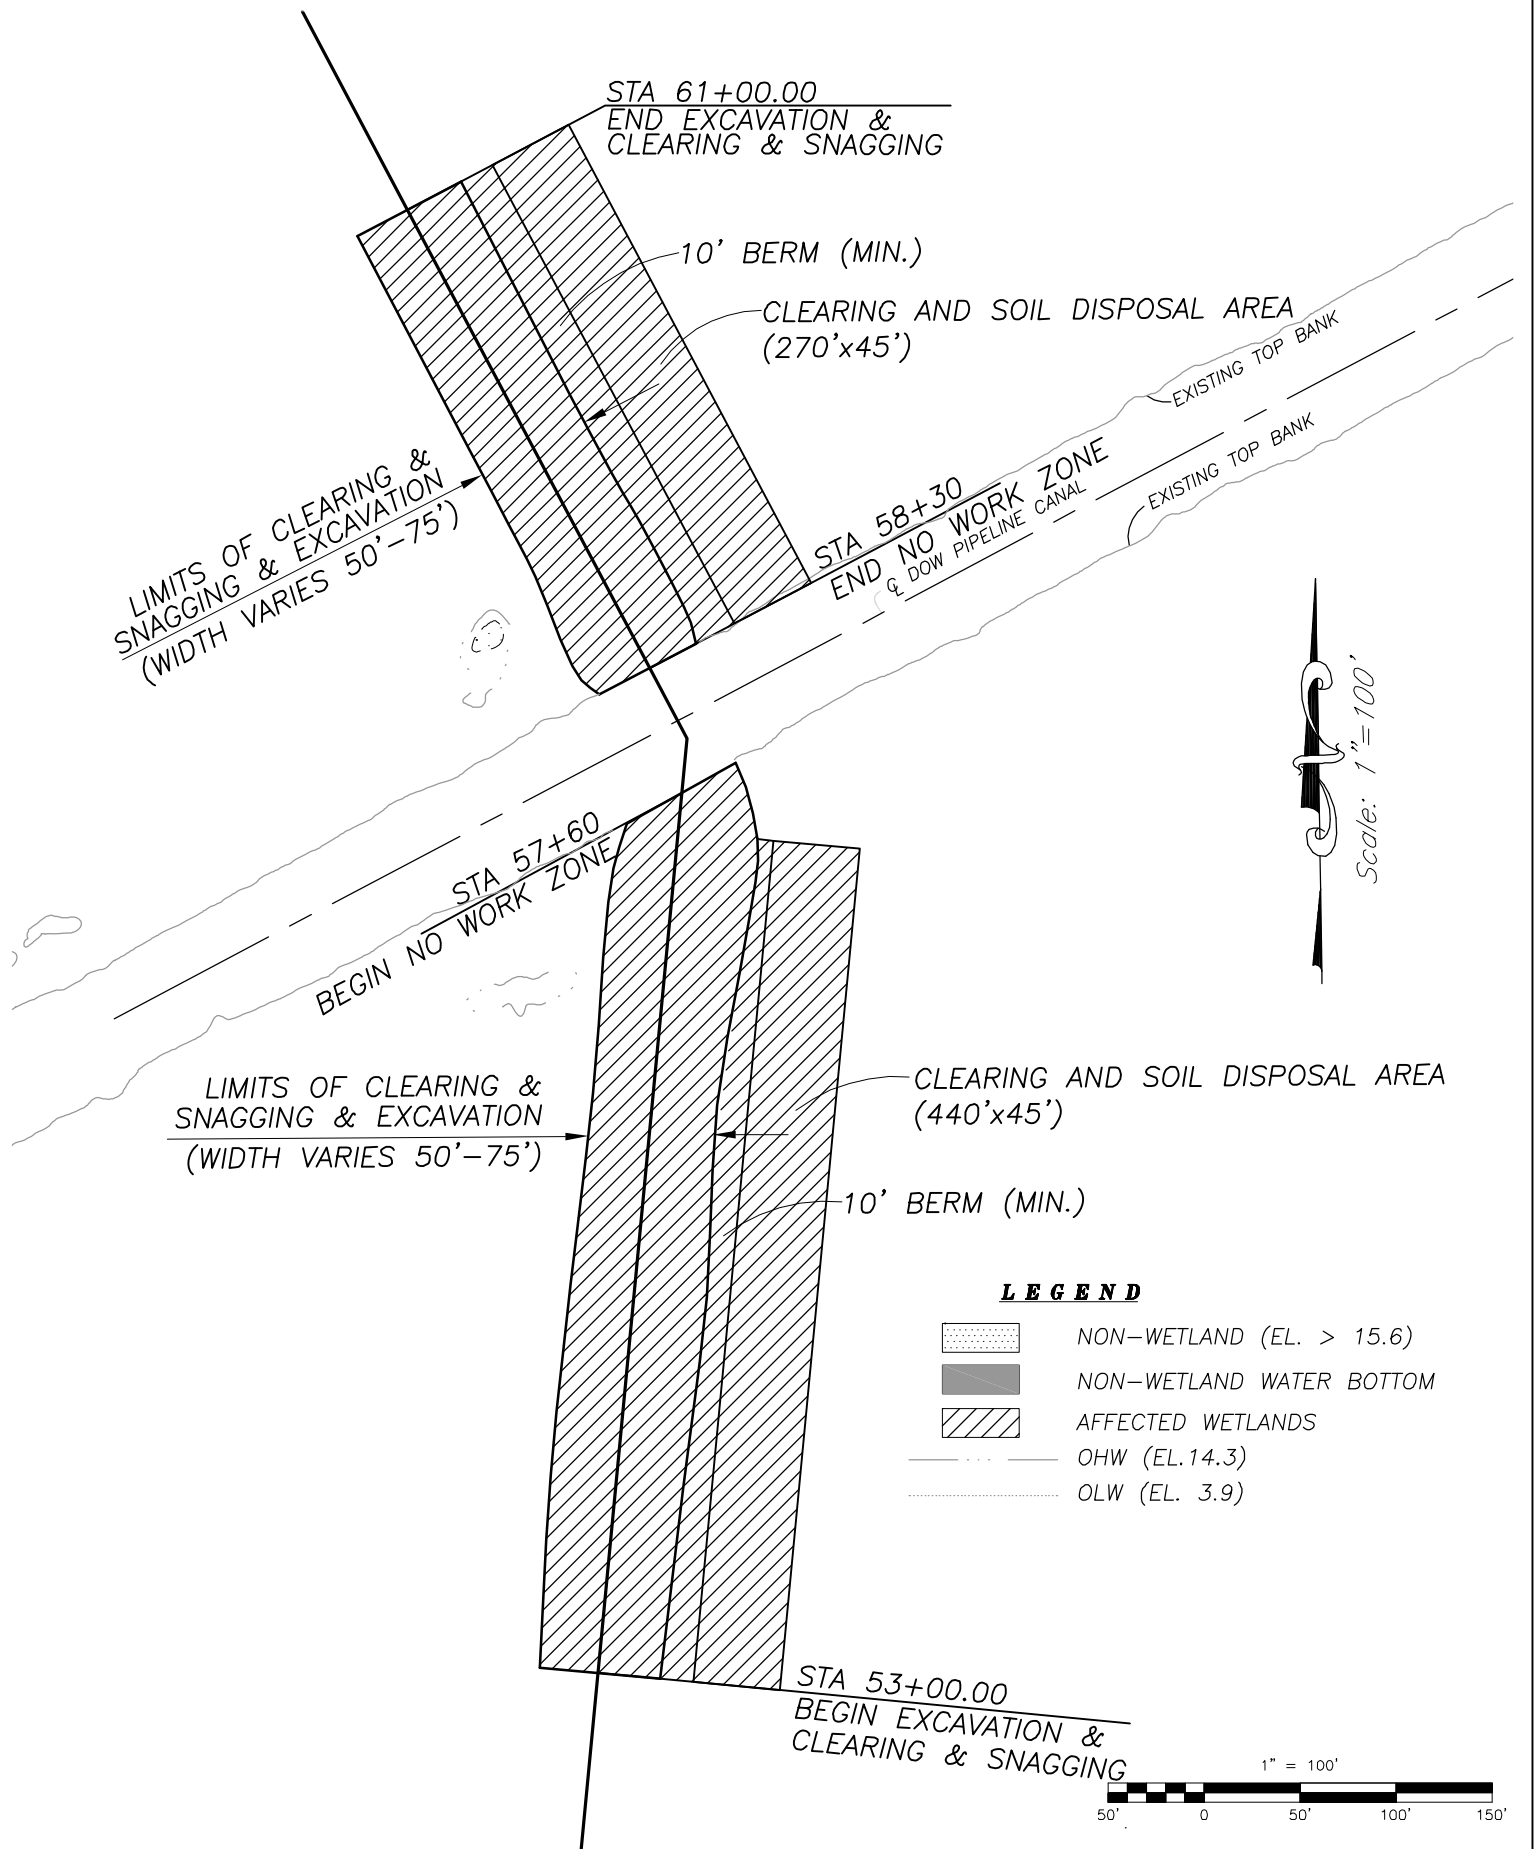 STA 61+00.00
END EXCAVATION &
CLEARING & SNAGGING
10' BERM (MIN.)
CLEARING AND SOIL DISPOSAL AREA
(270'x45')
EXISTING TOP BANK
EXISTING TOP BANK
STA 58+30
END NO WORK ZONE
℄ DOW PIPELINE CANAL
LIMITS OF CLEARING &
SNAGGING & EXCAVATION
(WIDTH VARIES 50'-75')
Scale: 1"=100'
STA 57+60
BEGIN NO WORK ZONE
LIMITS OF CLEARING &
SNAGGING & EXCAVATION
(WIDTH VARIES 50'-75')
CLEARING AND SOIL DISPOSAL AREA
(440'x45')
10' BERM (MIN.)
LEGEND
NON-WETLAND (EL. > 15.6)
NON-WETLAND WATER BOTTOM
AFFECTED WETLANDS
OHW (EL.14.3)
OLW (EL. 3.9)
STA 53+00.00
BEGIN EXCAVATION &
CLEARING & SNAGGING
1" = 100'
50' 0 50' 100' 150'